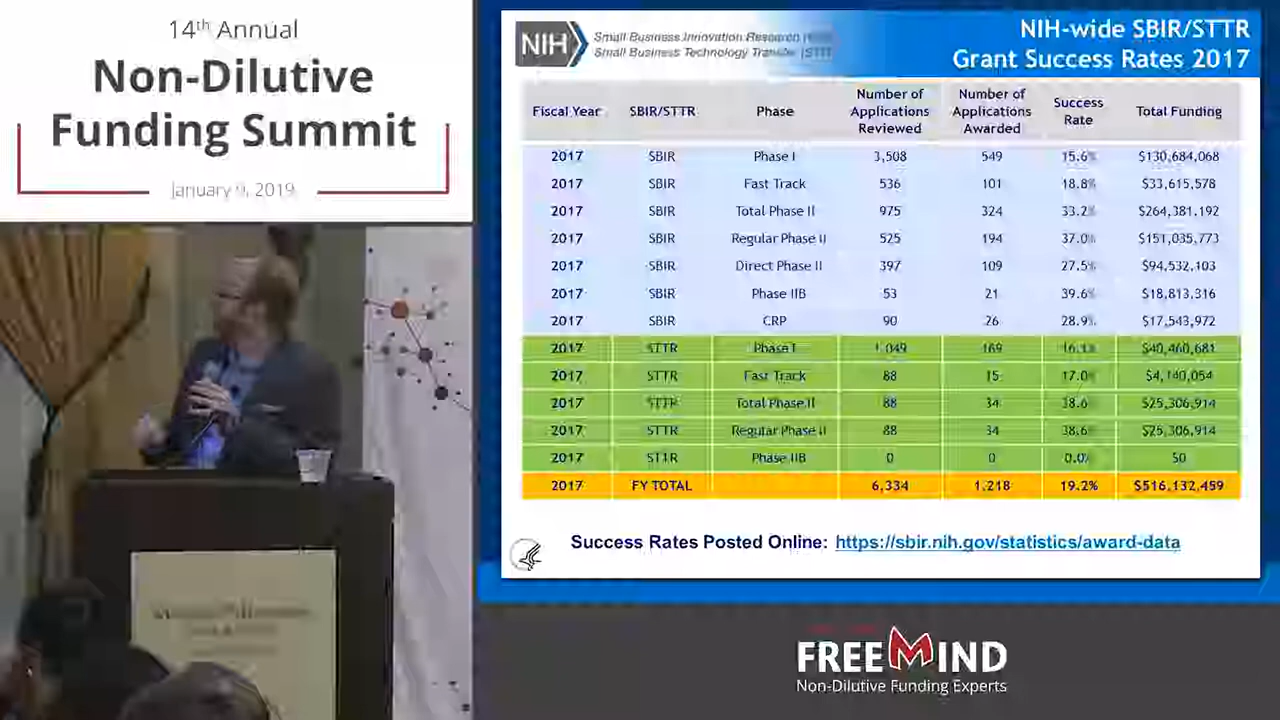 14th Annual
Non-Dilutive
Funding Summit
January 9, 2019
NIH
Small Business Innovation Research
Small Business Technology Transfer
NIH-wide SBIR/STTR
Grant Success Rates 2017
Fiscal Year SBIR/STTR Phase Number of Applications Reviewed Number of Applications Awarded Success Rate Total Funding
2017 SBIR Phase I 3,508 549 15.6% $130,684,068
2017 SBIR Fast Track 536 101 18.8% $33,615,578
2017 SBIR Total Phase II 975 324 33.2% $264,381,192
2017 SBIR Regular Phase II 525 194 37.0% $151,035,773
2017 SBIR Direct Phase II 397 109 27.5% $94,532,103
2017 SBIR Phase IIB 53 21 39.6% $18,813,316
2017 SBIR CRP 90 26 28.9% $17,543,972
2017 STTR Phase I 1,049 169 16.1% $40,460,681
2017 STTR Fast Track 88 15 17.0% $4,140,054
2017 STTR Total Phase II 88 34 38.6% $25,306,914
2017 STTR Regular Phase II 88 34 38.6% $25,306,914
2017 STTR Phase IIB 0 0 0.0% $0
2017 FY TOTAL 6,334 1,218 19.2% $516,132,459
Success Rates Posted Online: https://sbir.nih.gov/statistics/award-data
FREEMIND
Non-Dilutive Funding Experts